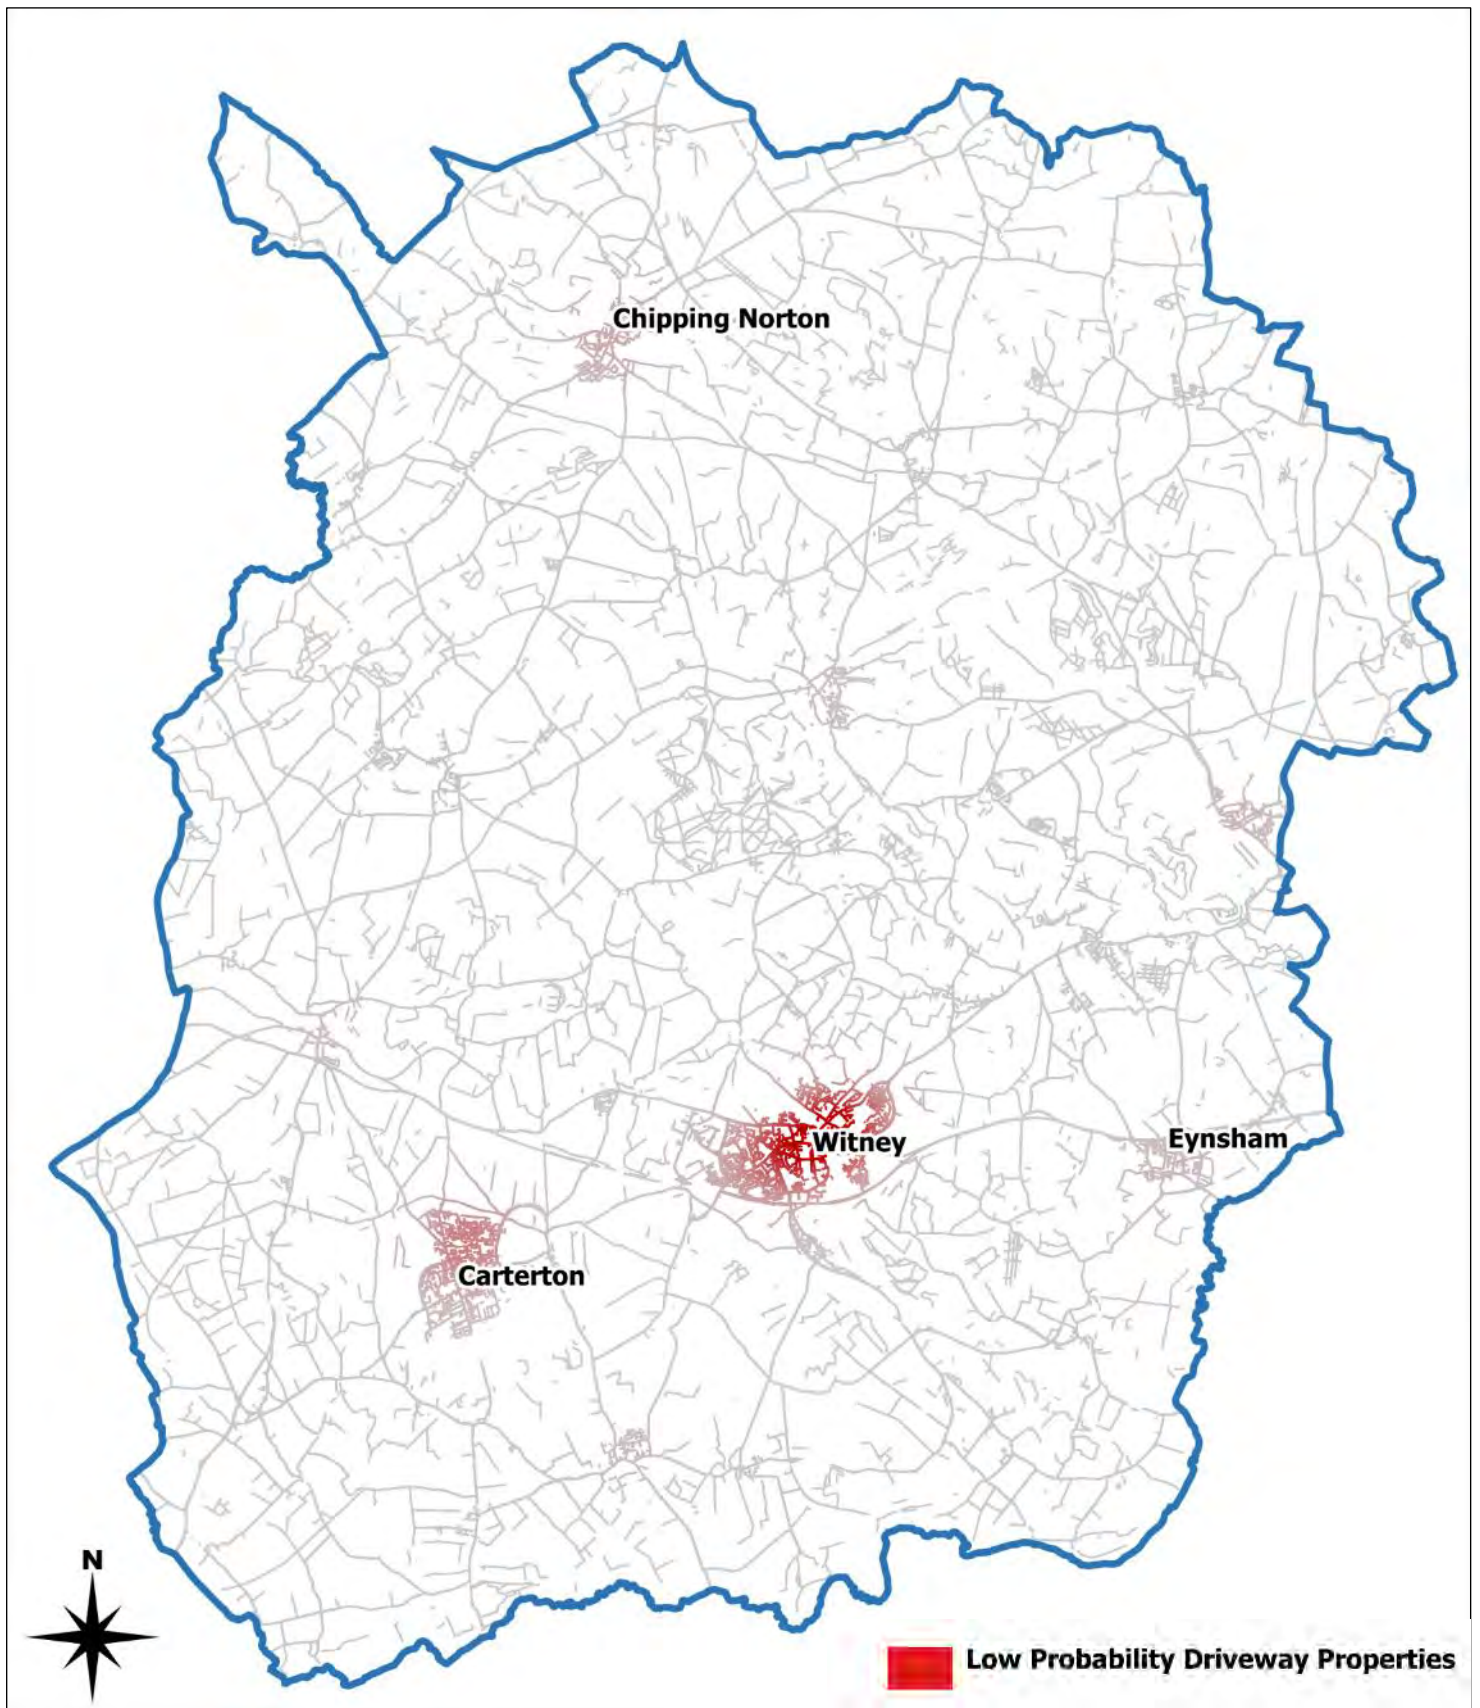 Chipping Norton
Witney
Eynsham
Carterton
N
Low Probability Driveway Properties